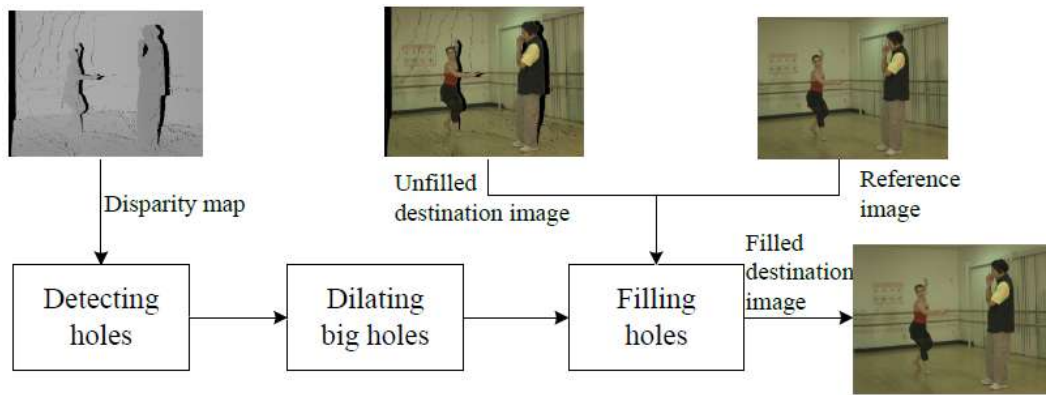 Disparity map
Unfilled
destination image
Reference
image
Filled
destination
image
Detecting
holes
Dilating
big holes
Filling
holes